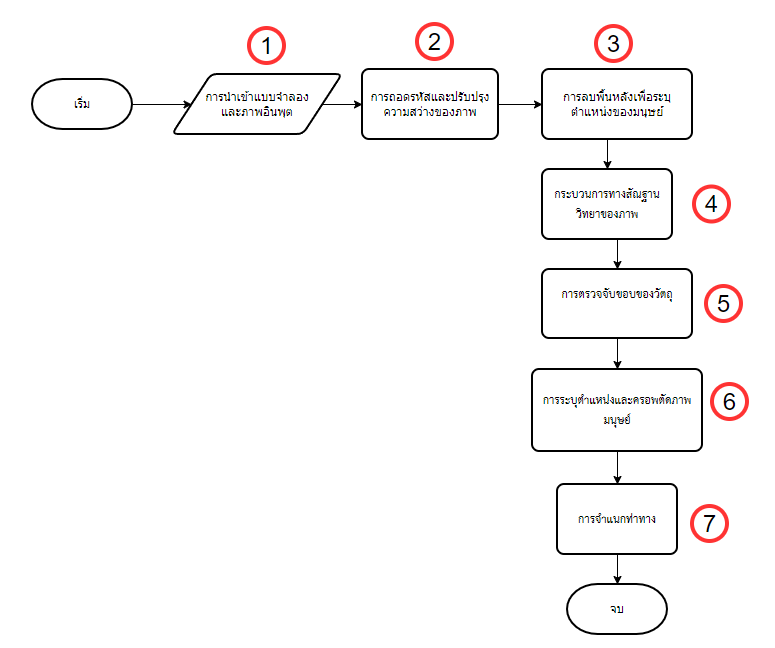 1
2
3
เริ่ม
การนำเข้าแบบจำลอง
และภาพอินพุต
การถอดรหัสและปรับปรุง
ความสว่างของภาพ
การลบพื้นหลังเพื่อระบุ
ตำแหน่งของมนุษย์
กระบวนการทางสัณฐาน
วิทยาของภาพ
4
การตรวจจับขอบของวัตถุ
5
การระบุตำแหน่งและครอพตัดภาพ
มนุษย์
6
การจำแนกท่าทาง
7
จบ